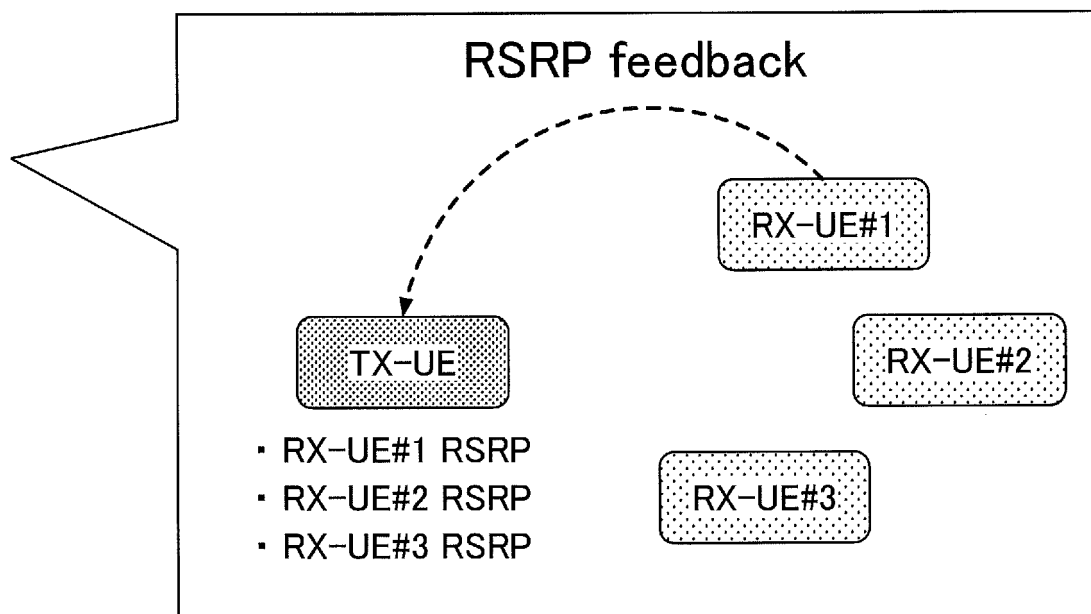 RSRP feedback
RX-UE#1
TX-UE
RX-UE#2
・RX-UE#1 RSRP
・RX-UE#2 RSRP
・RX-UE#3 RSRP
RX-UE#3